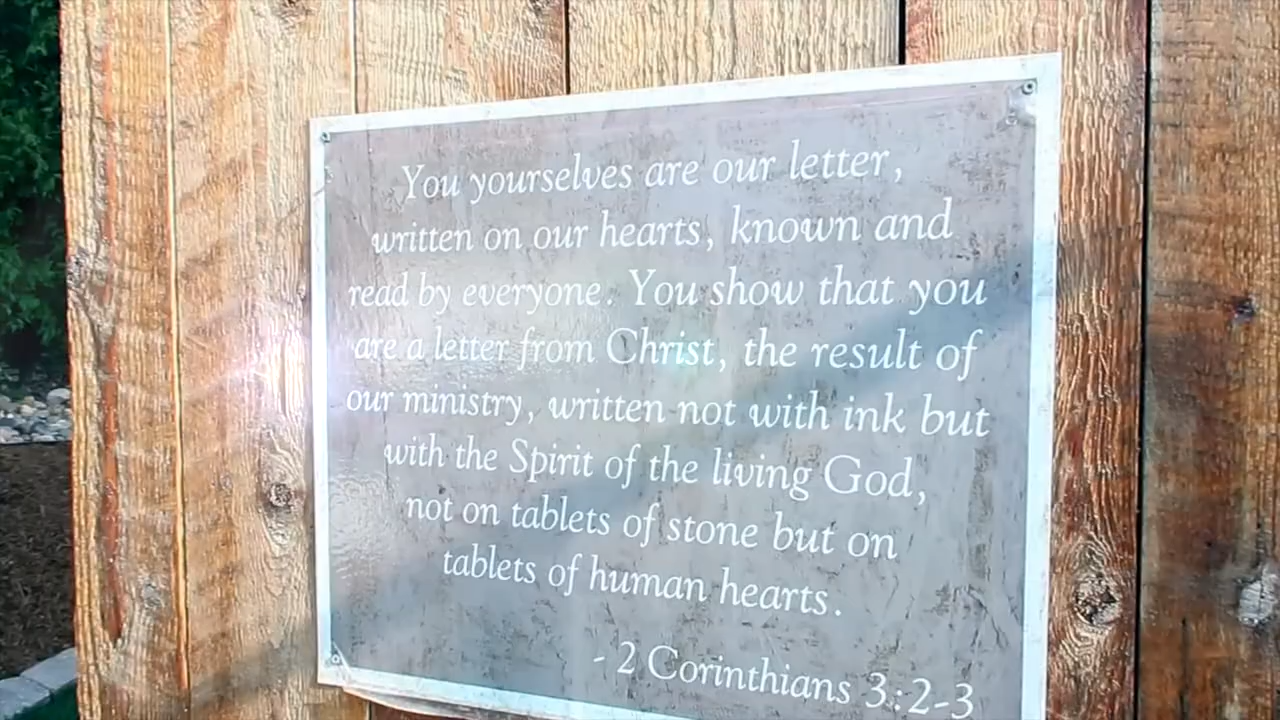 You yourselves are our letter,
written on our hearts, known and
read by everyone. You show that you
are a letter from Christ, the result of
our ministry, written not with ink but
with the Spirit of the living God,
not on tablets of stone but on
tablets of human hearts.
- 2 Corinthians 3:2-3